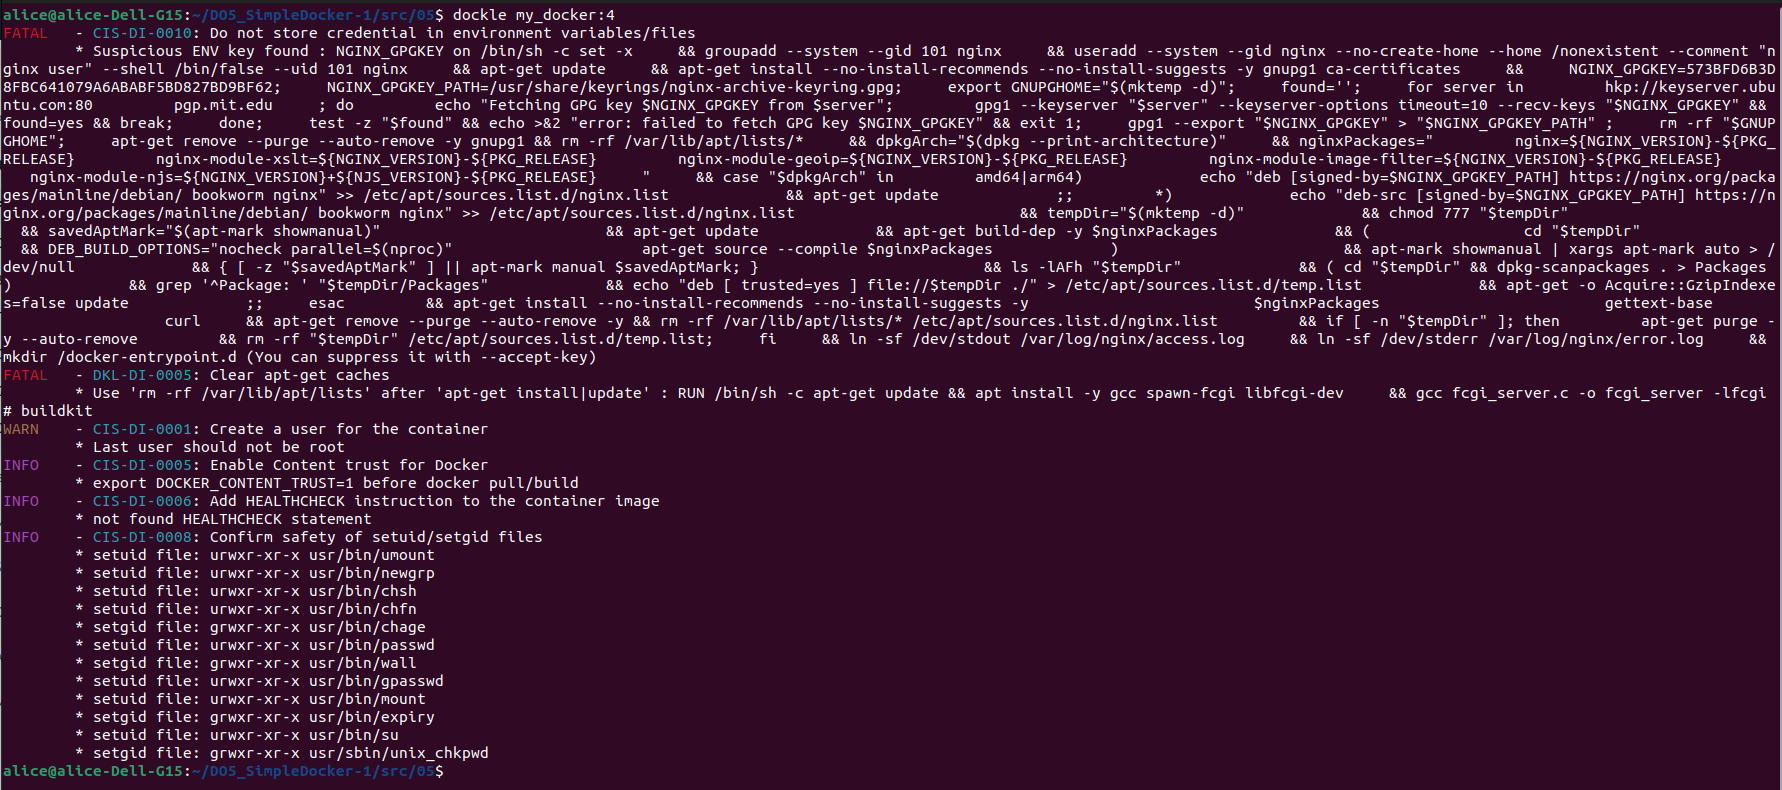 alice@alice-Dell-G15:~/DO5_SimpleDocker-1/src/05$ dockle my_docker:4
FATAL   - CIS-DI-0010: Do not store credential in environment variables/files
        * Suspicious ENV key found : NGINX_GPGKEY on /bin/sh -c set -x     && groupadd --system --gid 101 nginx     && useradd --system --gid nginx --no-create-home --home /nonexistent --comment "n
ginx user" --shell /bin/false --uid 101 nginx     && apt-get update     && apt-get install --no-install-recommends --no-install-suggests -y gnupg1 ca-certificates     &&     NGINX_GPGKEY=573BFD6B3D
8FBC641079A6ABABF5BD827BD9BF62;     NGINX_GPGKEY_PATH=/usr/share/keyrings/nginx-archive-keyring.gpg;     export GNUPGHOME="$(mktemp -d)";     found='';     for server in         hkp://keyserver.ubu
ntu.com:80         pgp.mit.edu     ; do         echo "Fetching GPG key $NGINX_GPGKEY from $server";         gpg1 --keyserver "$server" --keyserver-options timeout=10 --recv-keys "$NGINX_GPGKEY" &&
found=yes && break;     done;     test -z "$found" && echo >&2 "error: failed to fetch GPG key $NGINX_GPGKEY" && exit 1;     gpg1 --export "$NGINX_GPGKEY" > "$NGINX_GPGKEY_PATH" ;     rm -rf "$GNUP
GHOME";     apt-get remove --purge --auto-remove -y gnupg1 && rm -rf /var/lib/apt/lists/*     && dpkgArch="$(dpkg --print-architecture)"     && nginxPackages="         nginx=${NGINX_VERSION}-${PKG_
RELEASE}         nginx-module-xslt=${NGINX_VERSION}-${PKG_RELEASE}         nginx-module-geoip=${NGINX_VERSION}-${PKG_RELEASE}         nginx-module-image-filter=${NGINX_VERSION}-${PKG_RELEASE}
   nginx-module-njs=${NGINX_VERSION}+${NJS_VERSION}-${PKG_RELEASE}     "     && case "$dpkgArch" in         amd64|arm64)             echo "deb [signed-by=$NGINX_GPGKEY_PATH] https://nginx.org/packa
ges/mainline/debian/ bookworm nginx" >> /etc/apt/sources.list.d/nginx.list             && apt-get update             ;;         *)             echo "deb-src [signed-by=$NGINX_GPGKEY_PATH] https://n
ginx.org/packages/mainline/debian/ bookworm nginx" >> /etc/apt/sources.list.d/nginx.list                         && tempDir="$(mktemp -d)"             && chmod 777 "$tempDir"
  && savedAptMark="$(apt-mark showmanual)"                         && apt-get update             && apt-get build-dep -y $nginxPackages             && (                 cd "$tempDir"
  && DEB_BUILD_OPTIONS="nocheck parallel=$(nproc)"                     apt-get source --compile $nginxPackages             )                         && apt-mark showmanual | xargs apt-mark auto > /
dev/null             && { [ -z "$savedAptMark" ] || apt-mark manual $savedAptMark; }                         && ls -lAFh "$tempDir"             && ( cd "$tempDir" && dpkg-scanpackages . > Packages
)             && grep '^Package: ' "$tempDir/Packages"             && echo "deb [ trusted=yes ] file://$tempDir ./" > /etc/apt/sources.list.d/temp.list             && apt-get -o Acquire::GzipIndexe
s=false update             ;;     esac         && apt-get install --no-install-recommends --no-install-suggests -y                         $nginxPackages                         gettext-base
                  curl     && apt-get remove --purge --auto-remove -y && rm -rf /var/lib/apt/lists/* /etc/apt/sources.list.d/nginx.list         && if [ -n "$tempDir" ]; then         apt-get purge -
y --auto-remove         && rm -rf "$tempDir" /etc/apt/sources.list.d/temp.list;     fi     && ln -sf /dev/stdout /var/log/nginx/access.log     && ln -sf /dev/stderr /var/log/nginx/error.log     &&
mkdir /docker-entrypoint.d (You can suppress it with --accept-key)
FATAL   - DKL-DI-0005: Clear apt-get caches
        * Use 'rm -rf /var/lib/apt/lists' after 'apt-get install|update' : RUN /bin/sh -c apt-get update && apt install -y gcc spawn-fcgi libfcgi-dev     && gcc fcgi_server.c -o fcgi_server -lfcgi
# buildkit
WARN    - CIS-DI-0001: Create a user for the container
        * Last user should not be root
INFO    - CIS-DI-0005: Enable Content trust for Docker
        * export DOCKER_CONTENT_TRUST=1 before docker pull/build
INFO    - CIS-DI-0006: Add HEALTHCHECK instruction to the container image
        * not found HEALTHCHECK statement
INFO    - CIS-DI-0008: Confirm safety of setuid/setgid files
        * setuid file: urwxr-xr-x usr/bin/umount
        * setuid file: urwxr-xr-x usr/bin/newgrp
        * setuid file: urwxr-xr-x usr/bin/chsh
        * setuid file: urwxr-xr-x usr/bin/chfn
        * setgid file: grwxr-xr-x usr/bin/chage
        * setuid file: urwxr-xr-x usr/bin/passwd
        * setgid file: grwxr-xr-x usr/bin/wall
        * setuid file: urwxr-xr-x usr/bin/gpasswd
        * setuid file: urwxr-xr-x usr/bin/mount
        * setgid file: grwxr-xr-x usr/bin/expiry
        * setuid file: urwxr-xr-x usr/bin/su
        * setgid file: grwxr-xr-x usr/sbin/unix_chkpwd
alice@alice-Dell-G15:~/DO5_SimpleDocker-1/src/05$